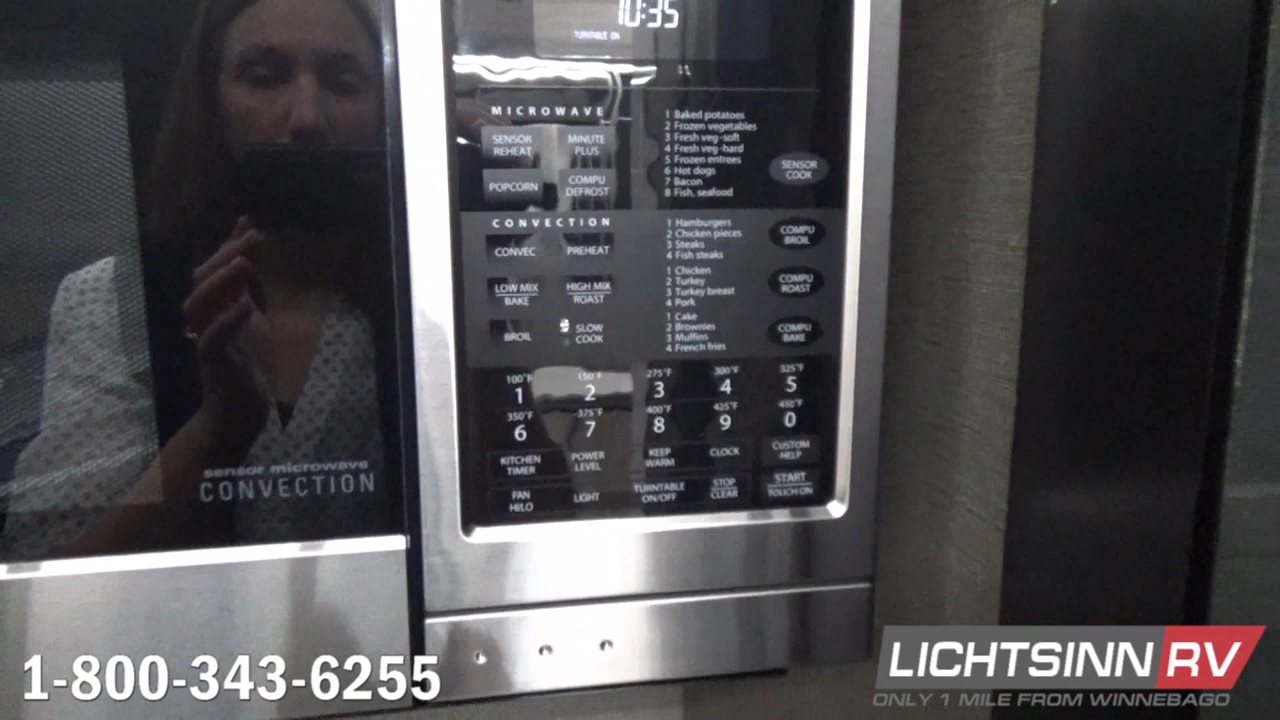 10:35
TURNTABLE ON
MICROWAVE
SENSOR
REHEAT
MINUTE
PLUS
POPCORN
COMPU
DEFROST
1 Baked potatoes
2 Frozen vegetables
3 Fresh veg-soft
4 Fresh veg-hard
5 Frozen entrees
6 Hot dogs
7 Bacon
8 Fish, seafood
SENSOR
COOK
CONVECTION
CONVEC
PREHEAT
LOW MIX
BAKE
HIGH MIX
ROAST
BROIL
SLOW
COOK
1 Hamburgers
2 Chicken pieces
3 Steaks
4 Fish steaks
COMPU
BROIL
1 Chicken
2 Turkey
3 Turkey breast
4 Pork
COMPU
ROAST
1 Cake
2 Brownies
3 Muffins
4 French fries
COMPU
BAKE
100°F 150°F 275°F 300°F 325°F
1 2 3 4 5
350°F 375°F 400°F 425°F 450°F
6 7 8 9 0
KITCHEN
TIMER
POWER
LEVEL
KEEP
WARM
CLOCK
CUSTOM
HELP
FAN
HI/LO
LIGHT
TURNTABLE
ON/OFF
STOP
CLEAR
START
TOUCH ON
sensor microwave
CONVECTION
1-800-343-6255
LICHTSINN RV
ONLY 1 MILE FROM WINNEBAGO